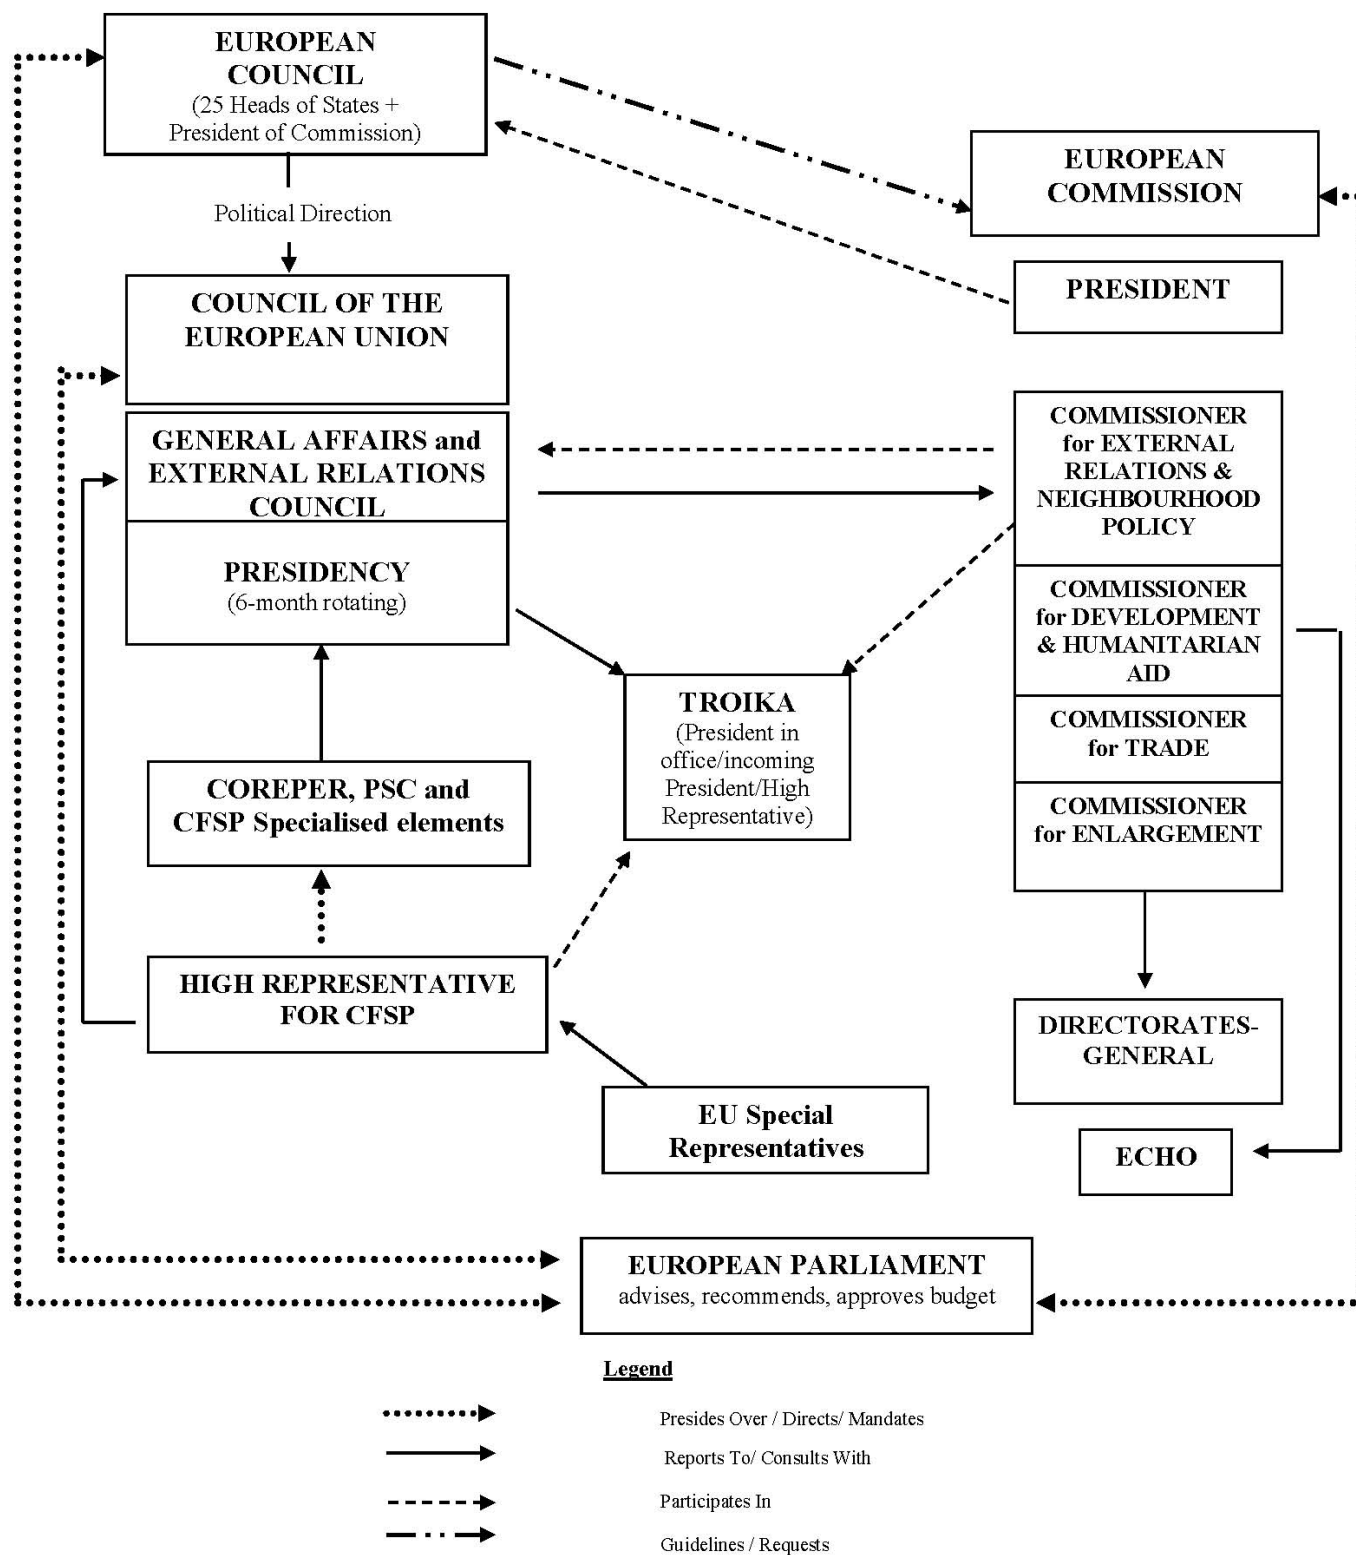 EUROPEAN
COUNCIL
(25 Heads of States +
President of Commission)
EUROPEAN
COMMISSION
Political Direction
PRESIDENT
COUNCIL OF THE
EUROPEAN UNION
GENERAL AFFAIRS and
EXTERNAL RELATIONS
COUNCIL
PRESIDENCY
(6-month rotating)
COMMISSIONER
for EXTERNAL
RELATIONS &
NEIGHBOURHOOD
POLICY
COMMISSIONER
for DEVELOPMENT
& HUMANITARIAN
AID
COMMISSIONER
for TRADE
COMMISSIONER
for ENLARGEMENT
TROIKA
(President in
office/incoming
President/High
Representative)
COREPER, PSC and
CFSP Specialised elements
HIGH REPRESENTATIVE
FOR CFSP
DIRECTORATES-
GENERAL
EU Special
Representatives
ECHO
EUROPEAN PARLIAMENT
advises, recommends, approves budget
Legend
Presides Over / Directs/ Mandates
Reports To/ Consults With
Participates In
Guidelines / Requests